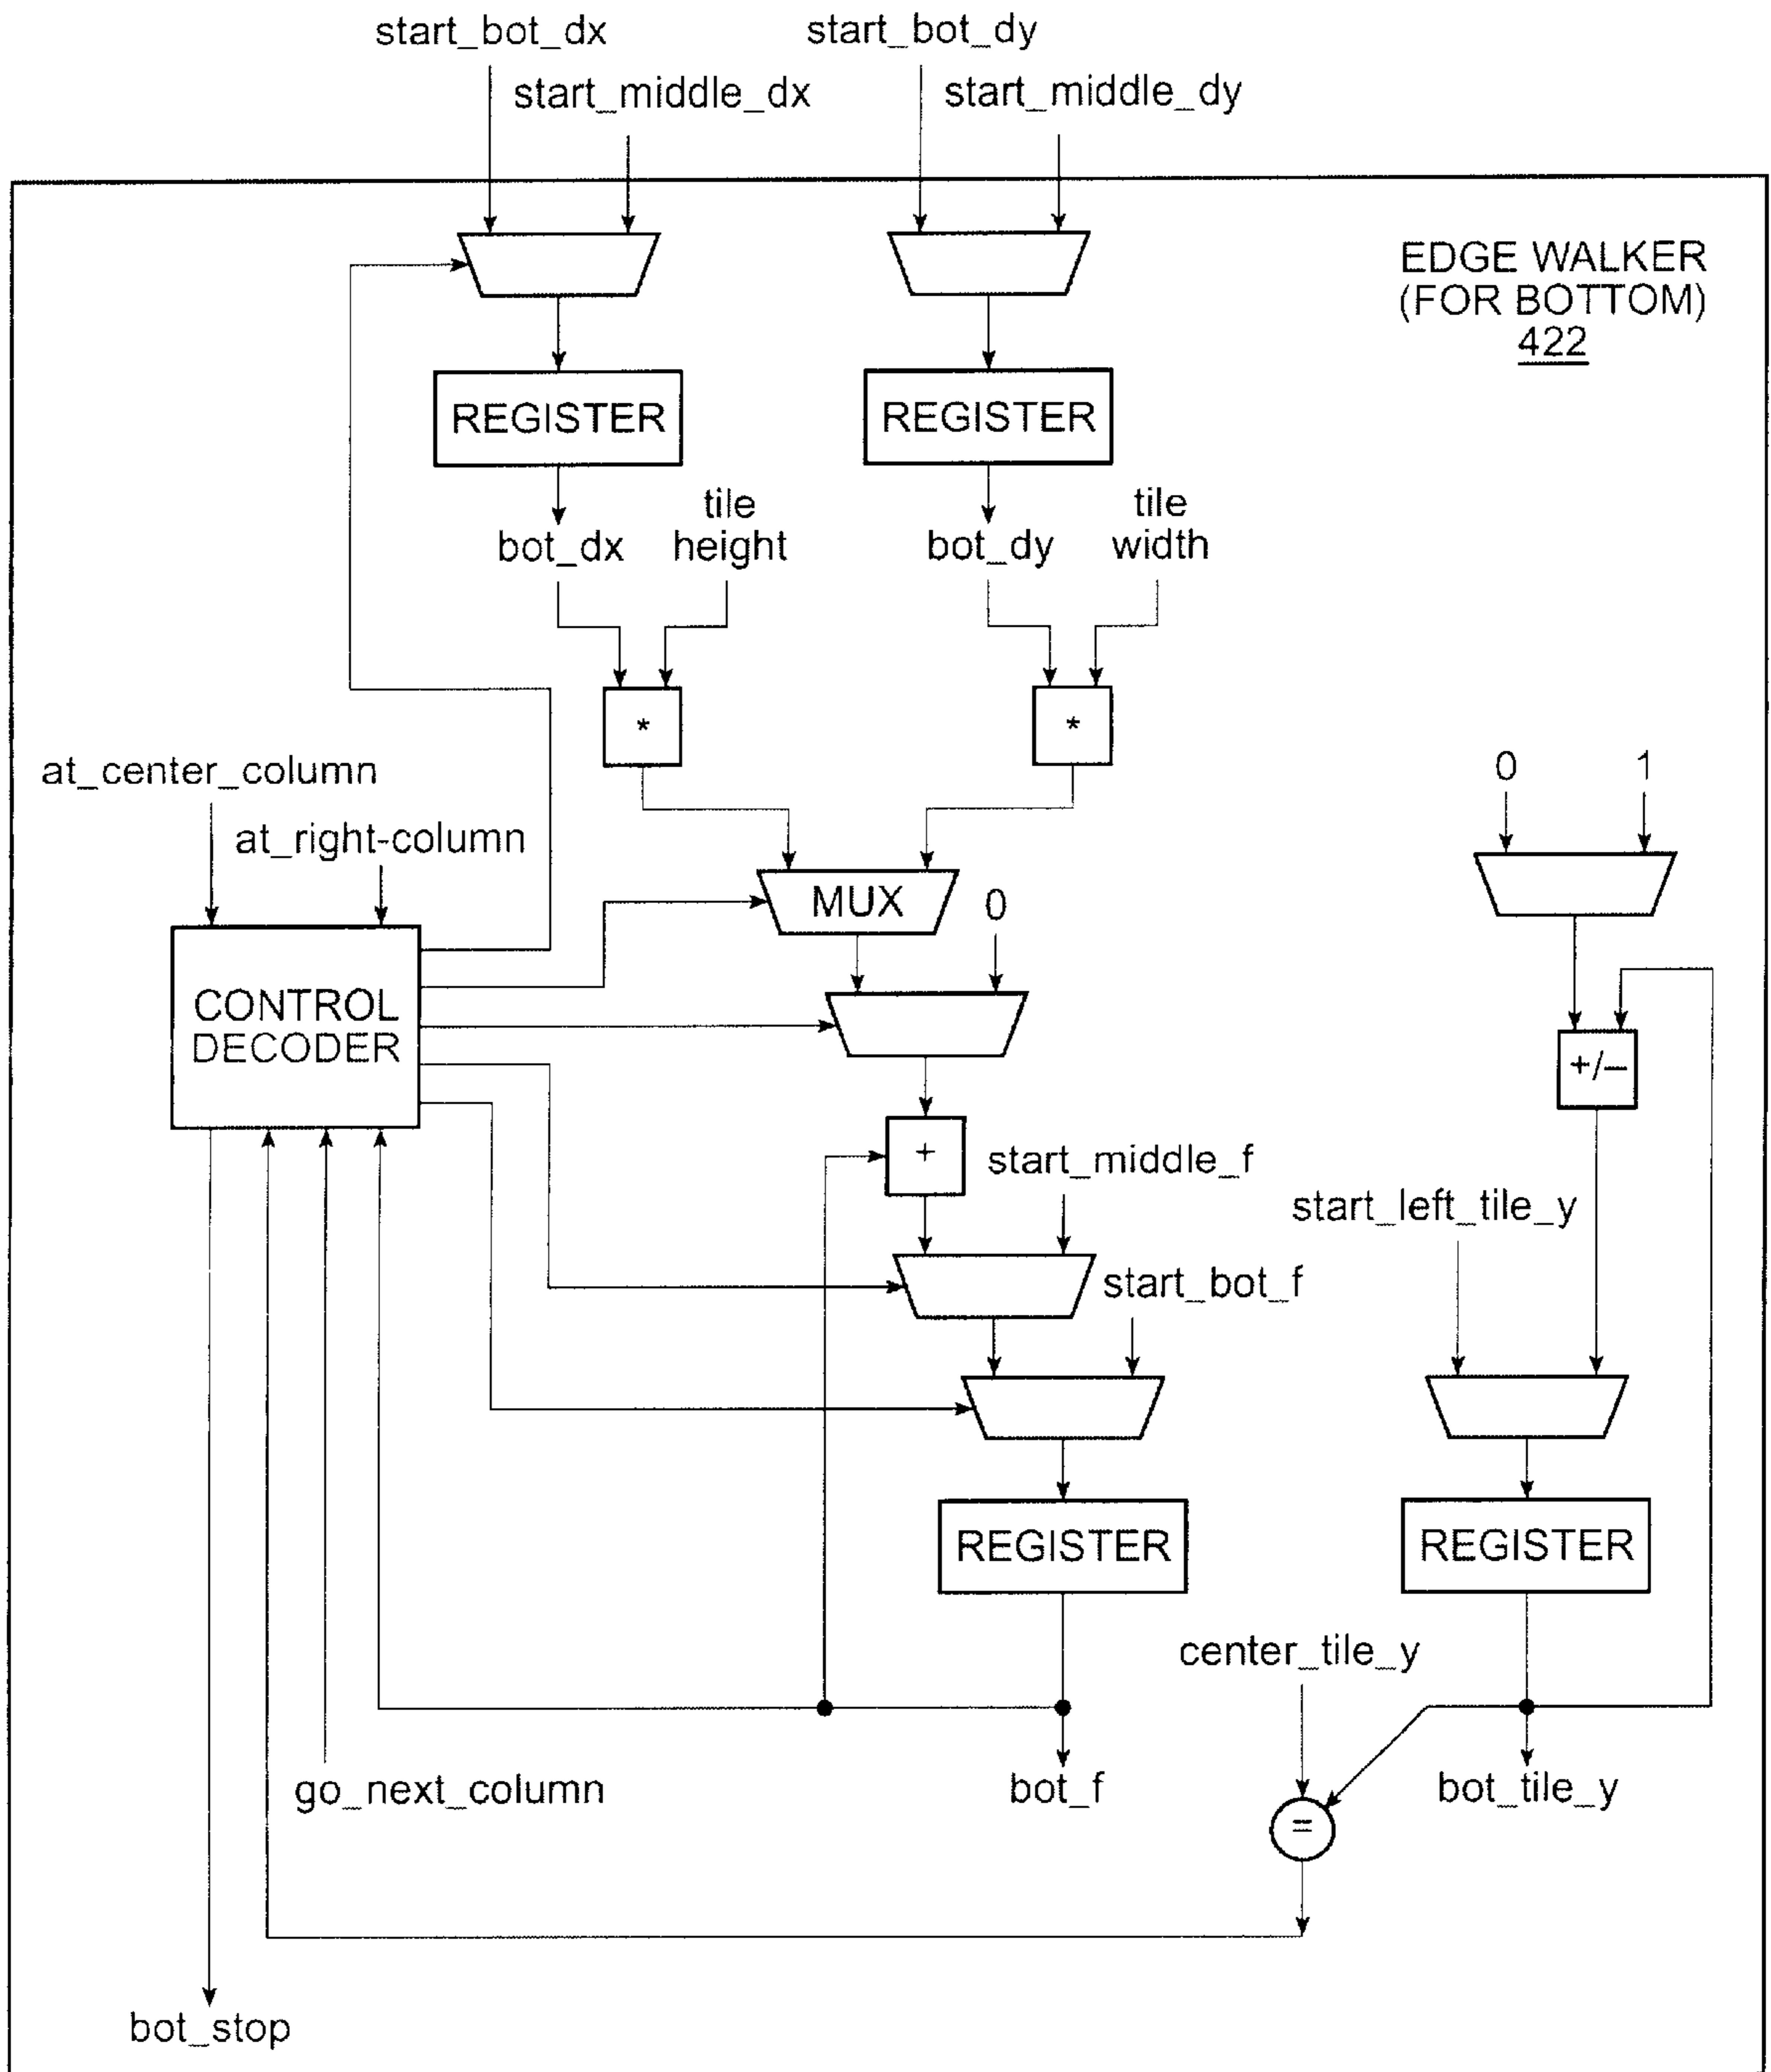 start_bot_dx
start_bot_dy
start_middle_dx
start_middle_dy
EDGE WALKER
(FOR BOTTOM)
422
REGISTER
REGISTER
bot_dx
tile
height
bot_dy
tile
width
*
*
at_center_column
at_right-column
0
1
MUX
0
CONTROL
DECODER
+/–
+
start_middle_f
start_left_tile_y
start_bot_f
REGISTER
REGISTER
center_tile_y
go_next_column
bot_f
bot_tile_y
=
bot_stop